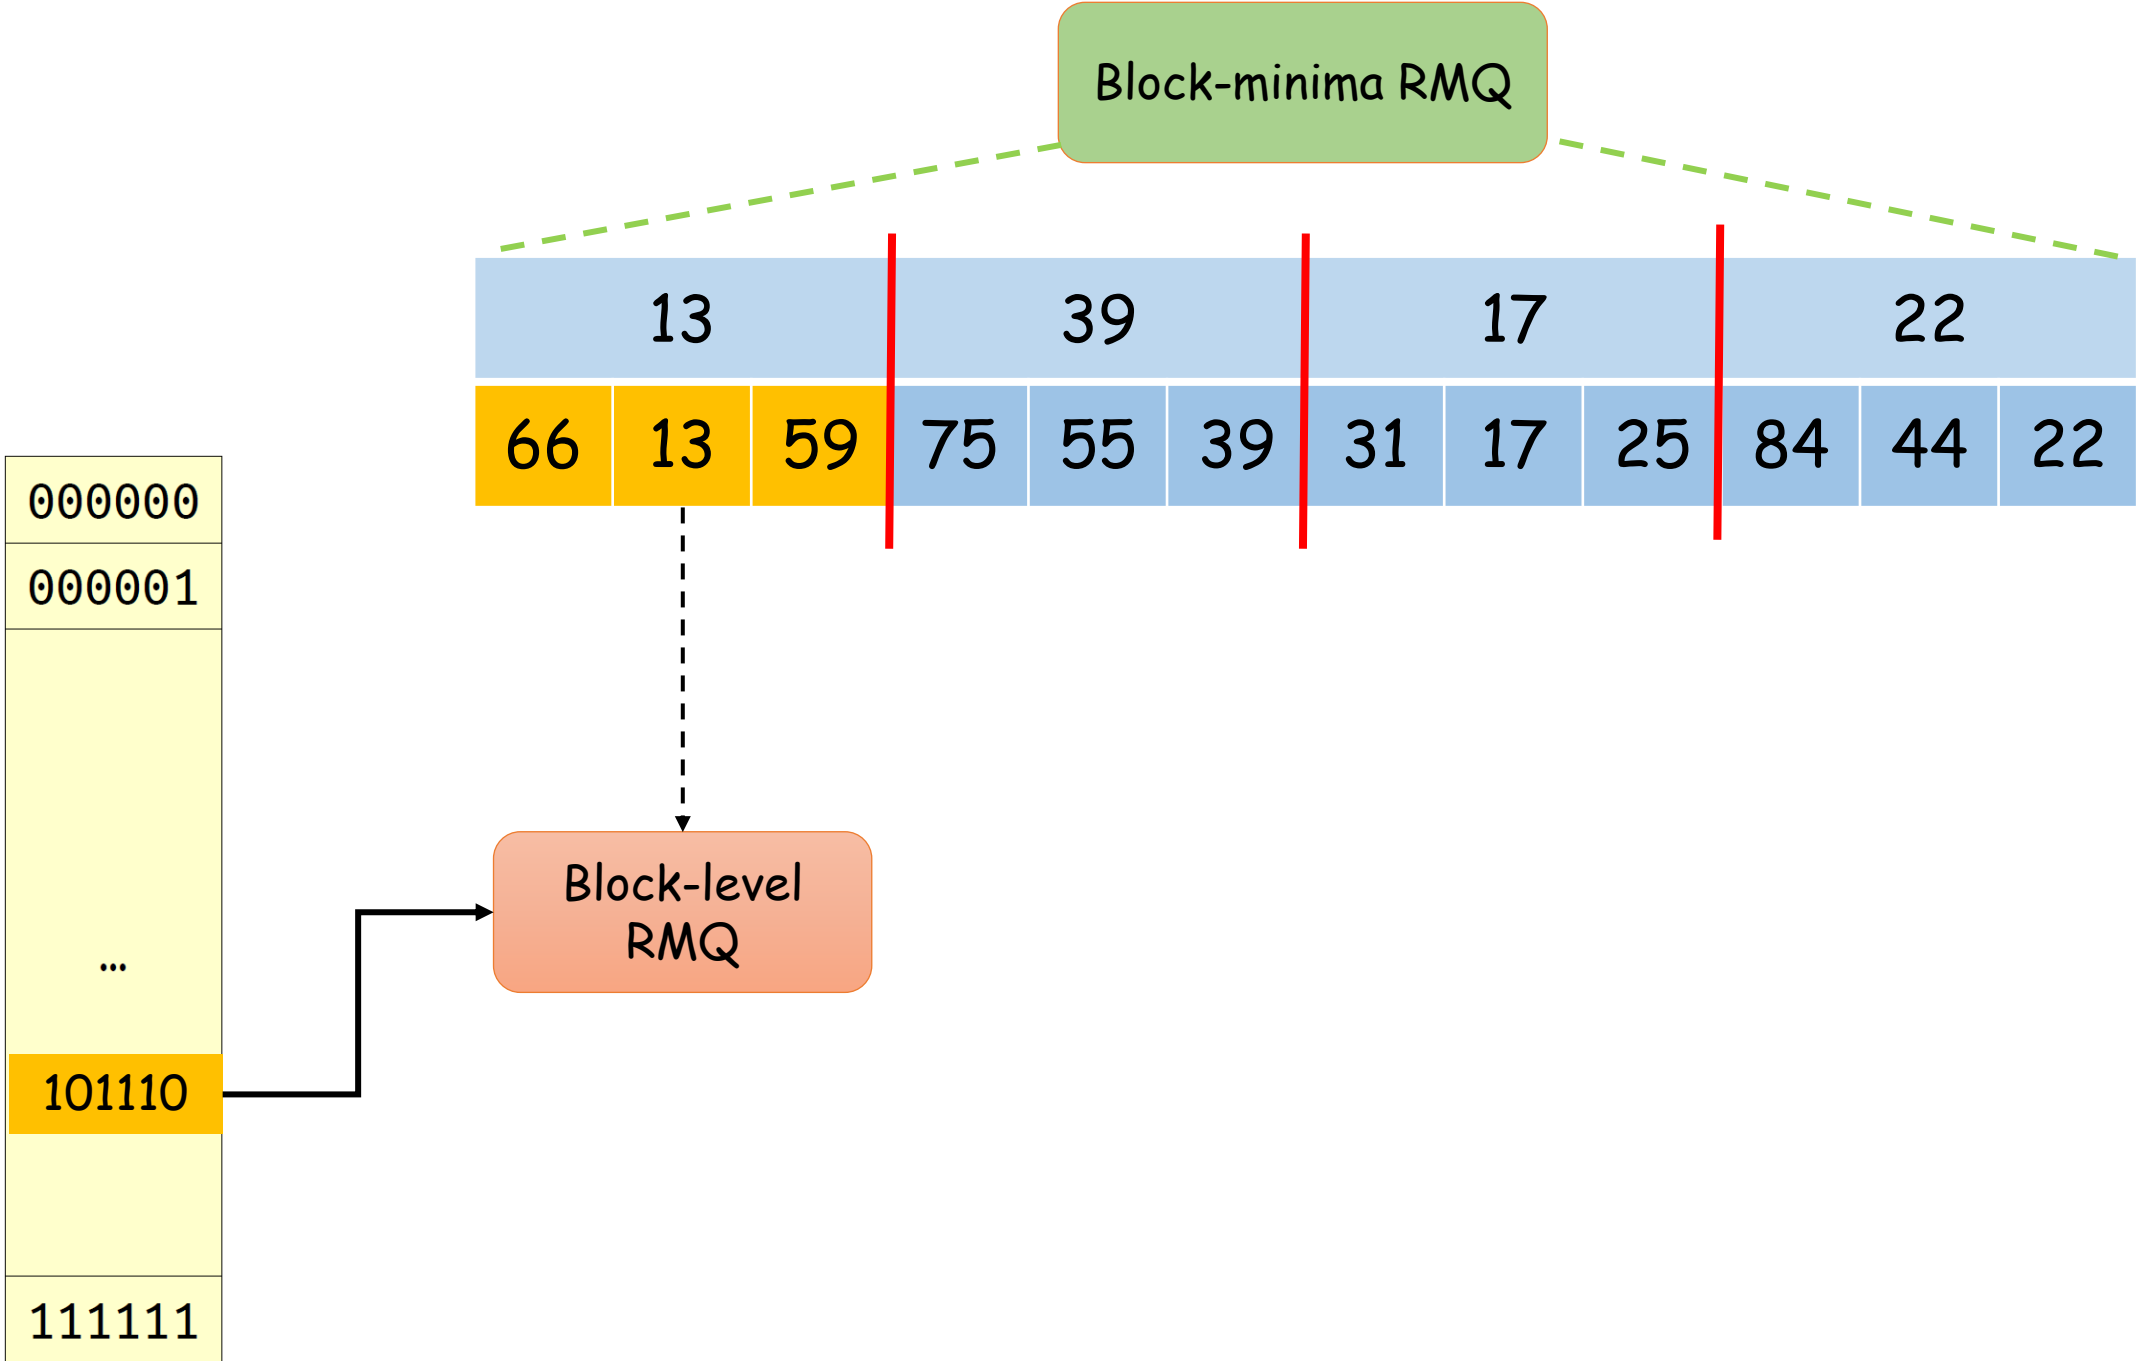 Block-minima RMQ
13 39 17 22
66 13 59 75 55 39 31 17 25 84 44 22
000000
000001
Block-level
RMQ
...
101110
111111